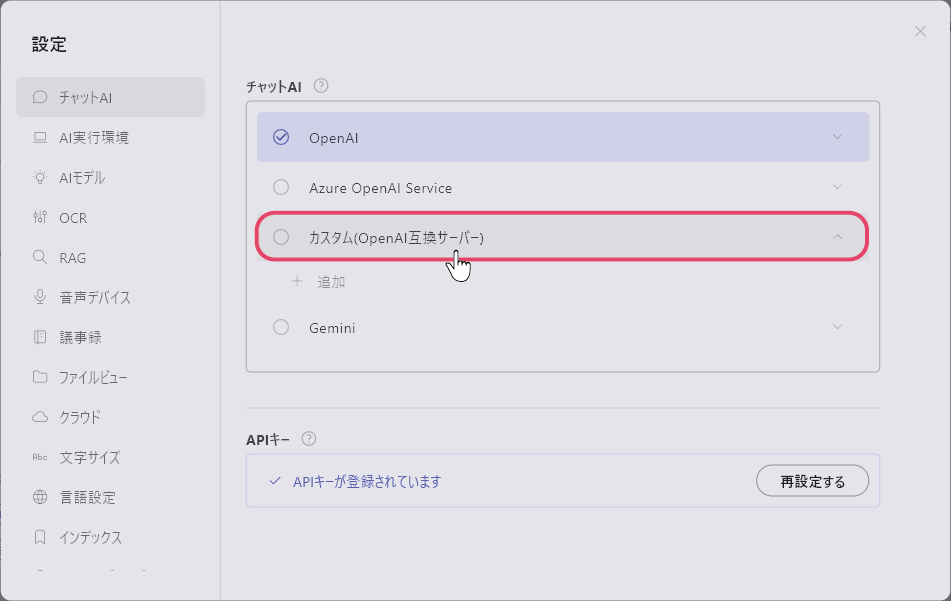 設定
チャットAI
AI実行環境
AIモデル
OCR
RAG
音声デバイス
議事録
ファイルビュー
クラウド
Abc 文字サイズ
言語設定
インデックス
チャットAI ?
OpenAI
Azure OpenAI Service
カスタム(OpenAI互換サーバー)
+ 追加
Gemini
APIキー ?
APIキーが登録されています
再設定する